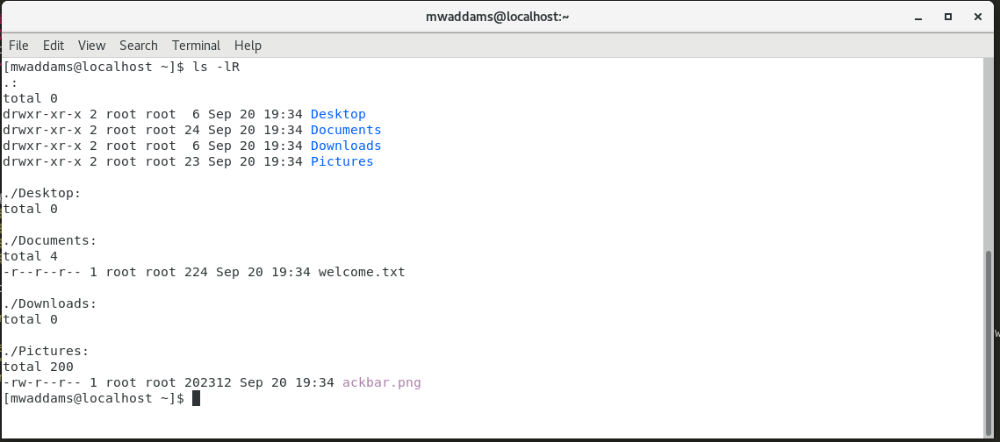 mwaddams@localhost:~
File Edit View Search Terminal Help
[mwaddams@localhost ~]$ ls -lR
.:
total 0
drwxr-xr-x 2 root root  6 Sep 20 19:34 Desktop
drwxr-xr-x 2 root root 24 Sep 20 19:34 Documents
drwxr-xr-x 2 root root  6 Sep 20 19:34 Downloads
drwxr-xr-x 2 root root 23 Sep 20 19:34 Pictures

./Desktop:
total 0

./Documents:
total 4
-r--r--r-- 1 root root 224 Sep 20 19:34 welcome.txt

./Downloads:
total 0

./Pictures:
total 200
-rw-r--r-- 1 root root 202312 Sep 20 19:34 ackbar.png
[mwaddams@localhost ~]$